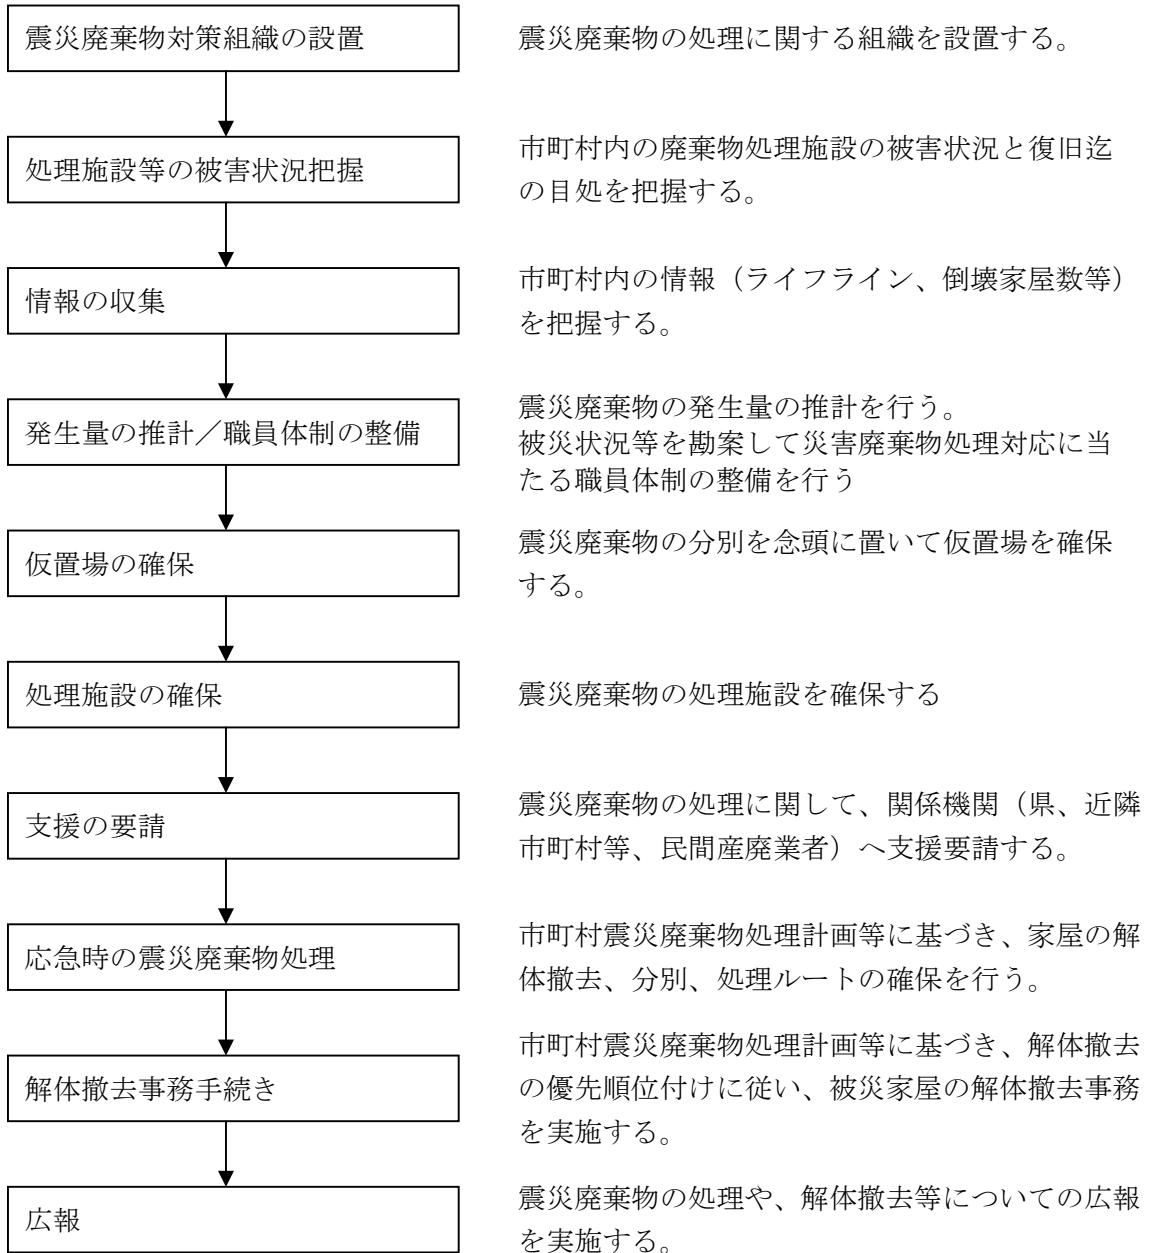 震災廃棄物対策組織の設置
震災廃棄物の処理に関する組織を設置する。
処理施設等の被害状況把握
市町村内の廃棄物処理施設の被害状況と復旧迄
の目処を把握する。
情報の収集
市町村内の情報（ライフライン、倒壊家屋数等）
を把握する。
発生量の推計／職員体制の整備
震災廃棄物の発生量の推計を行う。
被災状況等を勘案して災害廃棄物処理対応に当
たる職員体制の整備を行う
仮置場の確保
震災廃棄物の分別を念頭に置いて仮置場を確保
する。
処理施設の確保
震災廃棄物の処理施設を確保する
支援の要請
震災廃棄物の処理に関して、関係機関（県、近隣
市町村等、民間産廃業者）へ支援要請する。
応急時の震災廃棄物処理
市町村震災廃棄物処理計画等に基づき、家屋の解
体撤去、分別、処理ルートの確保を行う。
解体撤去事務手続き
市町村震災廃棄物処理計画等に基づき、解体撤去
の優先順位付けに従い、被災家屋の解体撤去事務
を実施する。
広報
震災廃棄物の処理や、解体撤去等についての広報
を実施する。